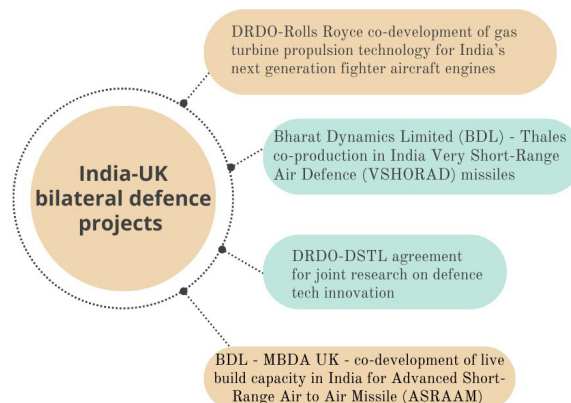 DRDO-Rolls Royce co-development of gas
turbine propulsion technology for India's
next generation fighter aircraft engines
India-UK
bilateral defence
projects
Bharat Dynamics Limited (BDL) - Thales
co-production in India Very Short-Range
Air Defence (VSHORAD) missiles
DRDO-DSTL agreement
for joint research on defence
tech innovation
BDL - MBDA UK - co-development of live
build capacity in India for Advanced Short-
Range Air to Air Missile (ASRAAM)